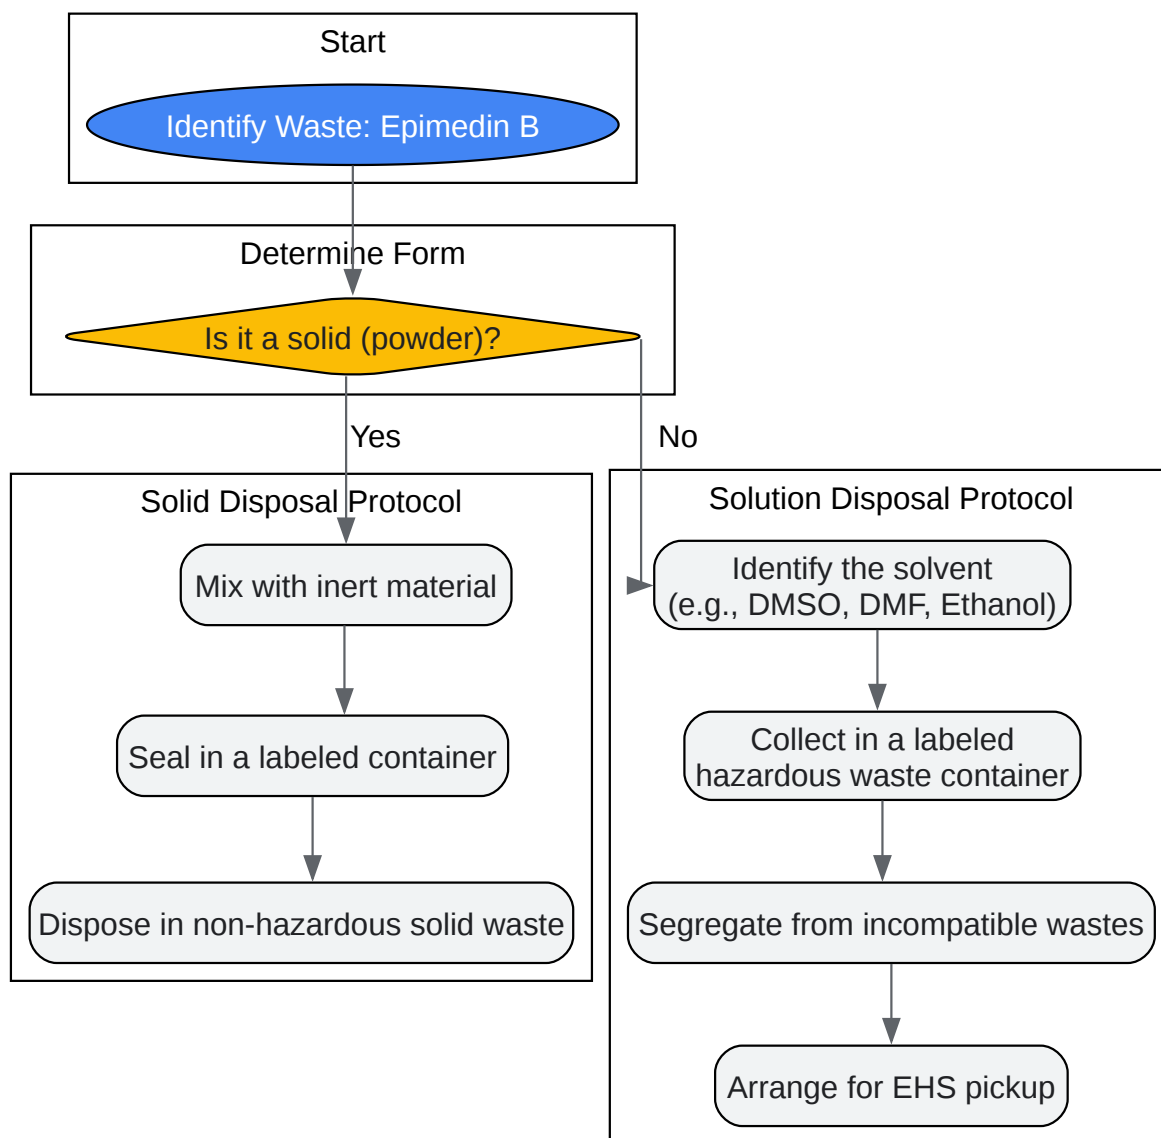 Start
Identify Waste: Epimedin B
Determine Form
Is it a solid (powder)?
Yes
No
Solid Disposal Protocol
Mix with inert material
Seal in a labeled container
Dispose in non-hazardous solid waste
Solution Disposal Protocol
Identify the solvent
(e.g., DMSO, DMF, Ethanol)
Collect in a labeled
hazardous waste container
Segregate from incompatible wastes
Arrange for EHS pickup